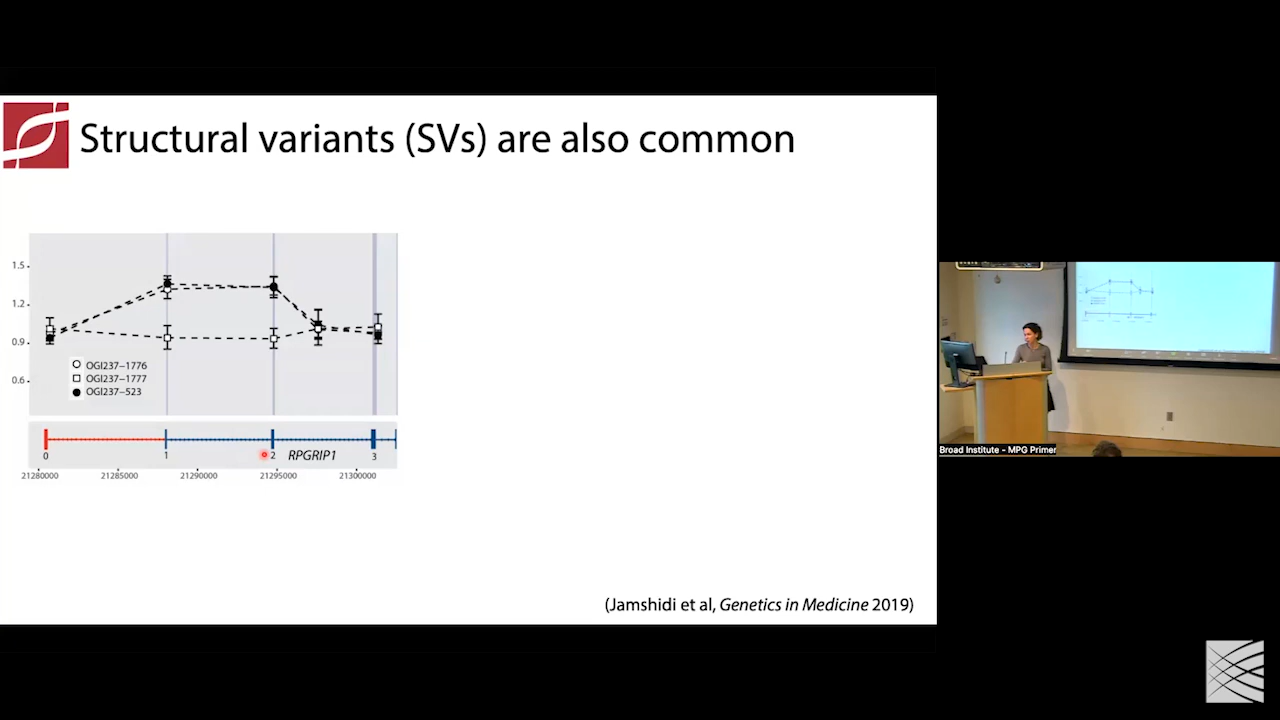 Structural variants (SVs) are also common
1.5
1.2
0.9
0.6
OGI237–1776
OGI237–1777
OGI237–523
0 1 2 RPGRIP1 3
21280000 21285000 21290000 21295000 21300000
(Jamshidi et al, Genetics in Medicine 2019)
Broad Institute - MPG Primer